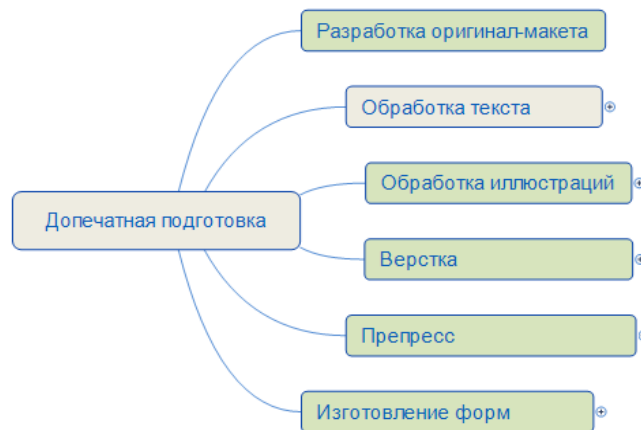 Разработка оригинал-макета
Обработка текста
Обработка иллюстраций
Допечатная подготовка
Верстка
Препресс
Изготовление форм